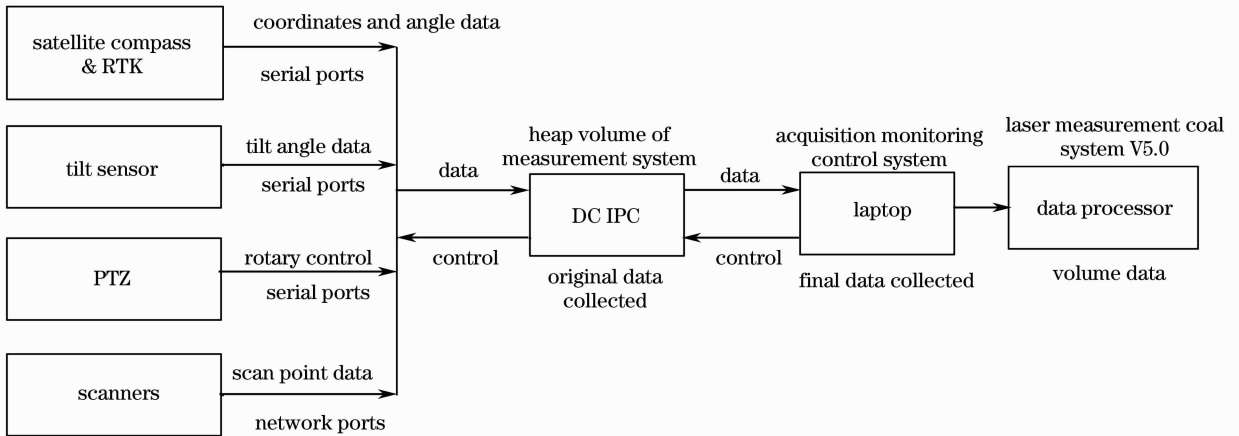 coordinates and angle data
satellite compass
& RTK
serial ports
tilt angle data
tilt sensor
serial ports
rotary control
PTZ
serial ports
scan point data
scanners
network ports
data
control
heap volume of
measurement system
DC IPC
original data
collected
data
control
acquisition monitoring
control system
laptop
final data collected
laser measurement coal
system V5.0
data processor
volume data